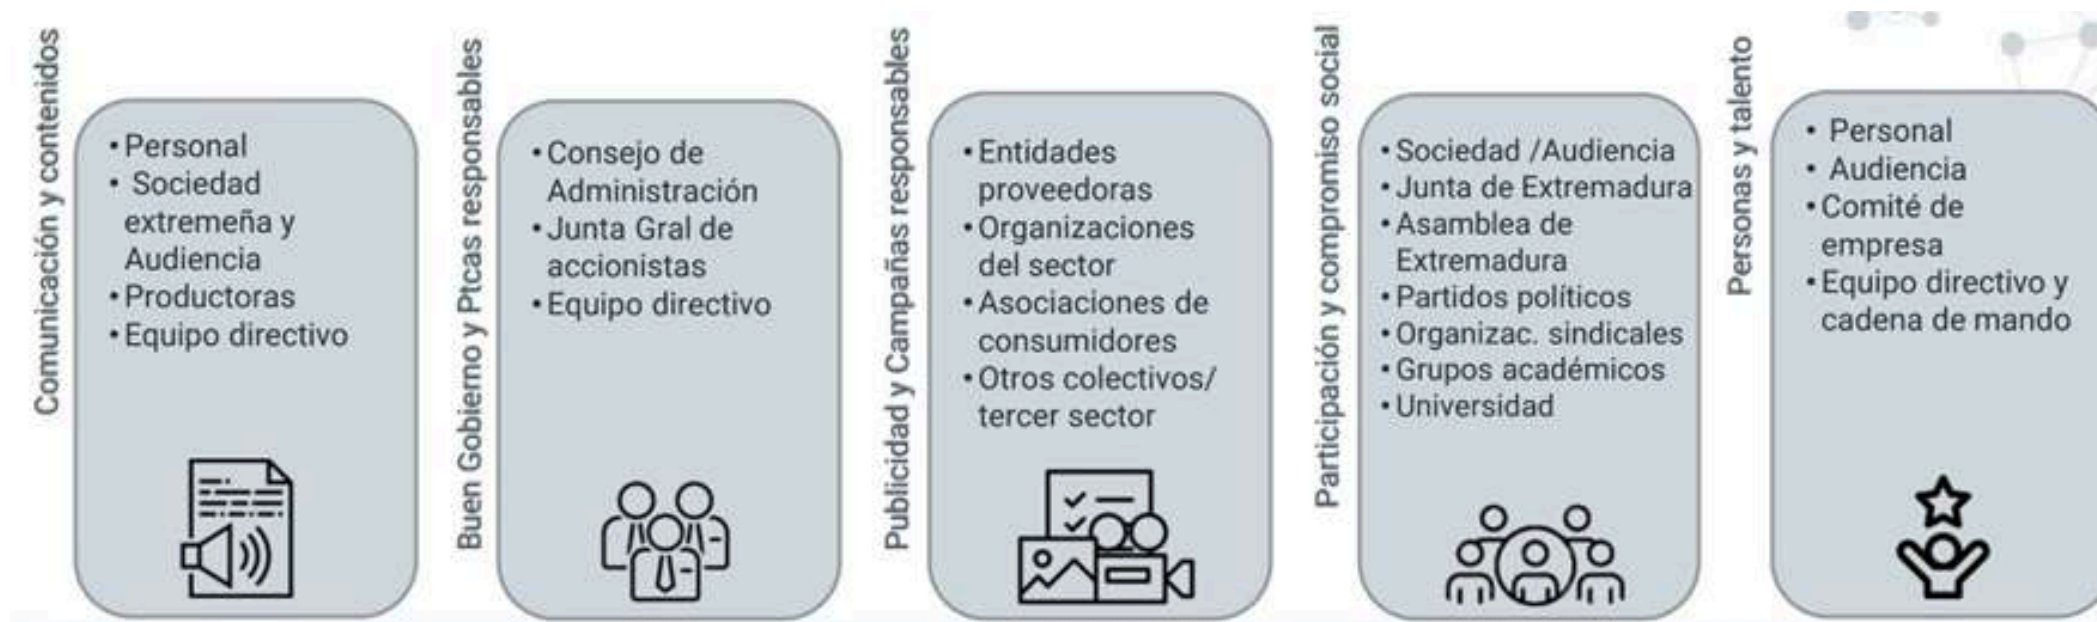 Comunicación y contenidos
•Personal
• Sociedad
extremeña y
Audiencia
•Productoras
•Equipo directivo
Buen Gobierno y Ptcas responsables
•Consejo de
Administración
•Junta Gral de
accionistas
•Equipo directivo
Publicidad y Campañas responsables
•Entidades
proveedoras
•Organizaciones
del sector
•Asociaciones de
consumidores
•Otros colectivos/
tercer sector
Participación y compromiso social
•Sociedad /Audiencia
•Junta de Extremadura
•Asamblea de
Extremadura
•Partidos políticos
•Organizac. sindicales
•Grupos académicos
•Universidad
Personas y talento
• Personal
• Audiencia
•Comité de
empresa
•Equipo directivo y
cadena de mando